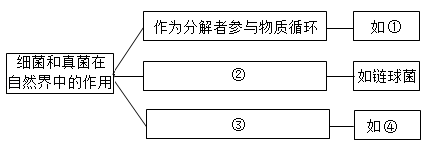 作为分解者参与物质循环
如①
细菌和真菌在
自然界中的作用
②
如链球菌
③
如④